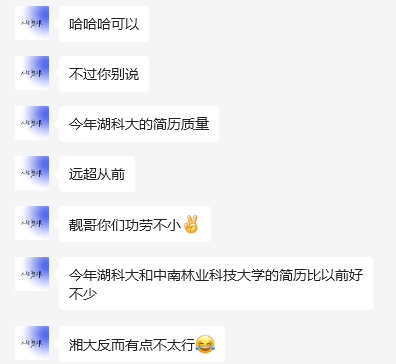 哈哈哈可以
不过你别说
今年湖科大的简历质量
远超从前
靓哥你们功劳不小✌️
今年湖科大和中南林业科技大学的简历比以前好
不少
湘大反而有点不太行😂